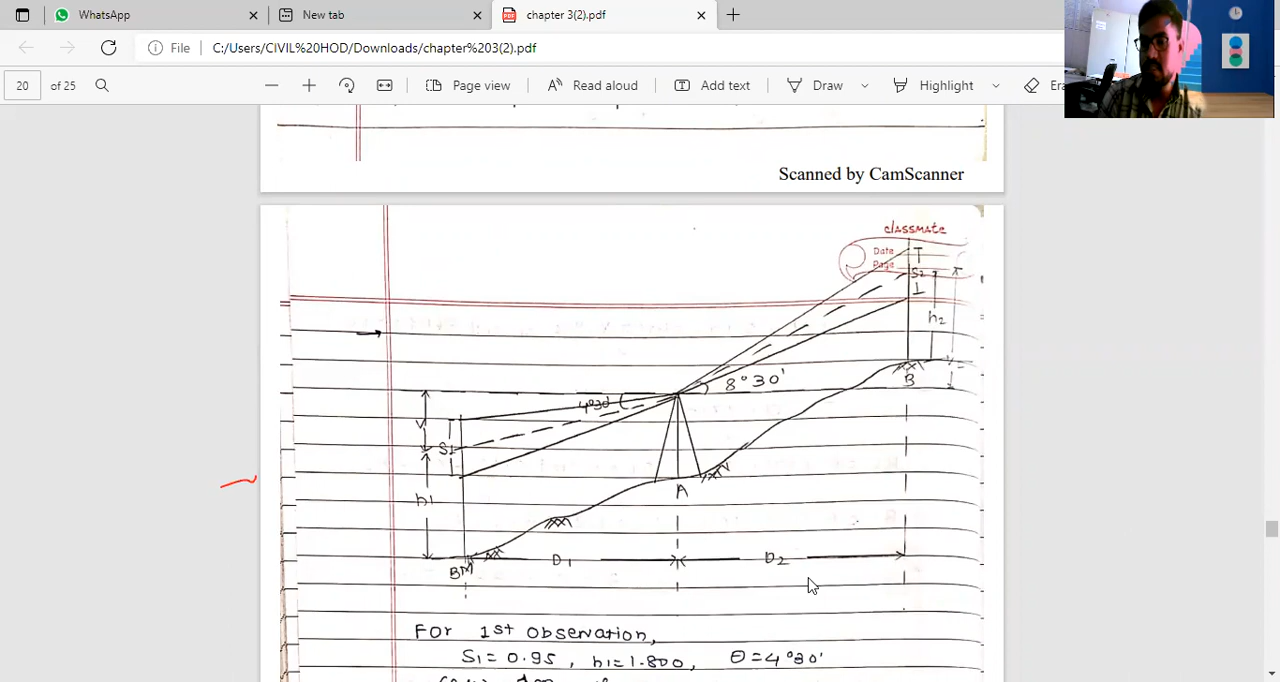 WhatsApp
New tab
chapter 3(2).pdf
File
C:/Users/CIVIL%20HOD/Downloads/chapter%203(2).pdf
20
of 25
Page view
Read aloud
Add text
Draw
Highlight
Era
Scanned by CamScanner
classmate
Date
Page
T
S2
h2
8°30'
B
4°30'
V
S1
h1
A
BM
D1
D2
For 1st Observation,
S1=0.95, h1=1.800, θ=4°30'